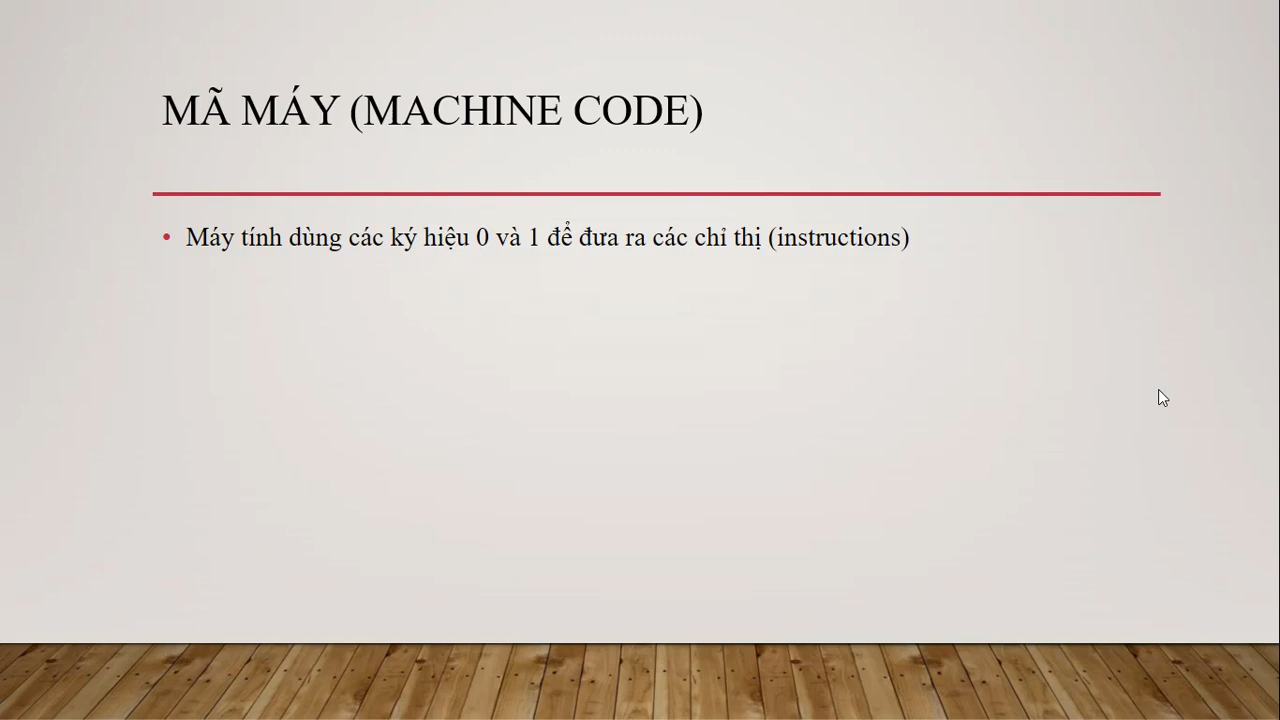 MÃ MÁY (MACHINE CODE)
• Máy tính dùng các ký hiệu 0 và 1 để đưa ra các chỉ thị (instructions)